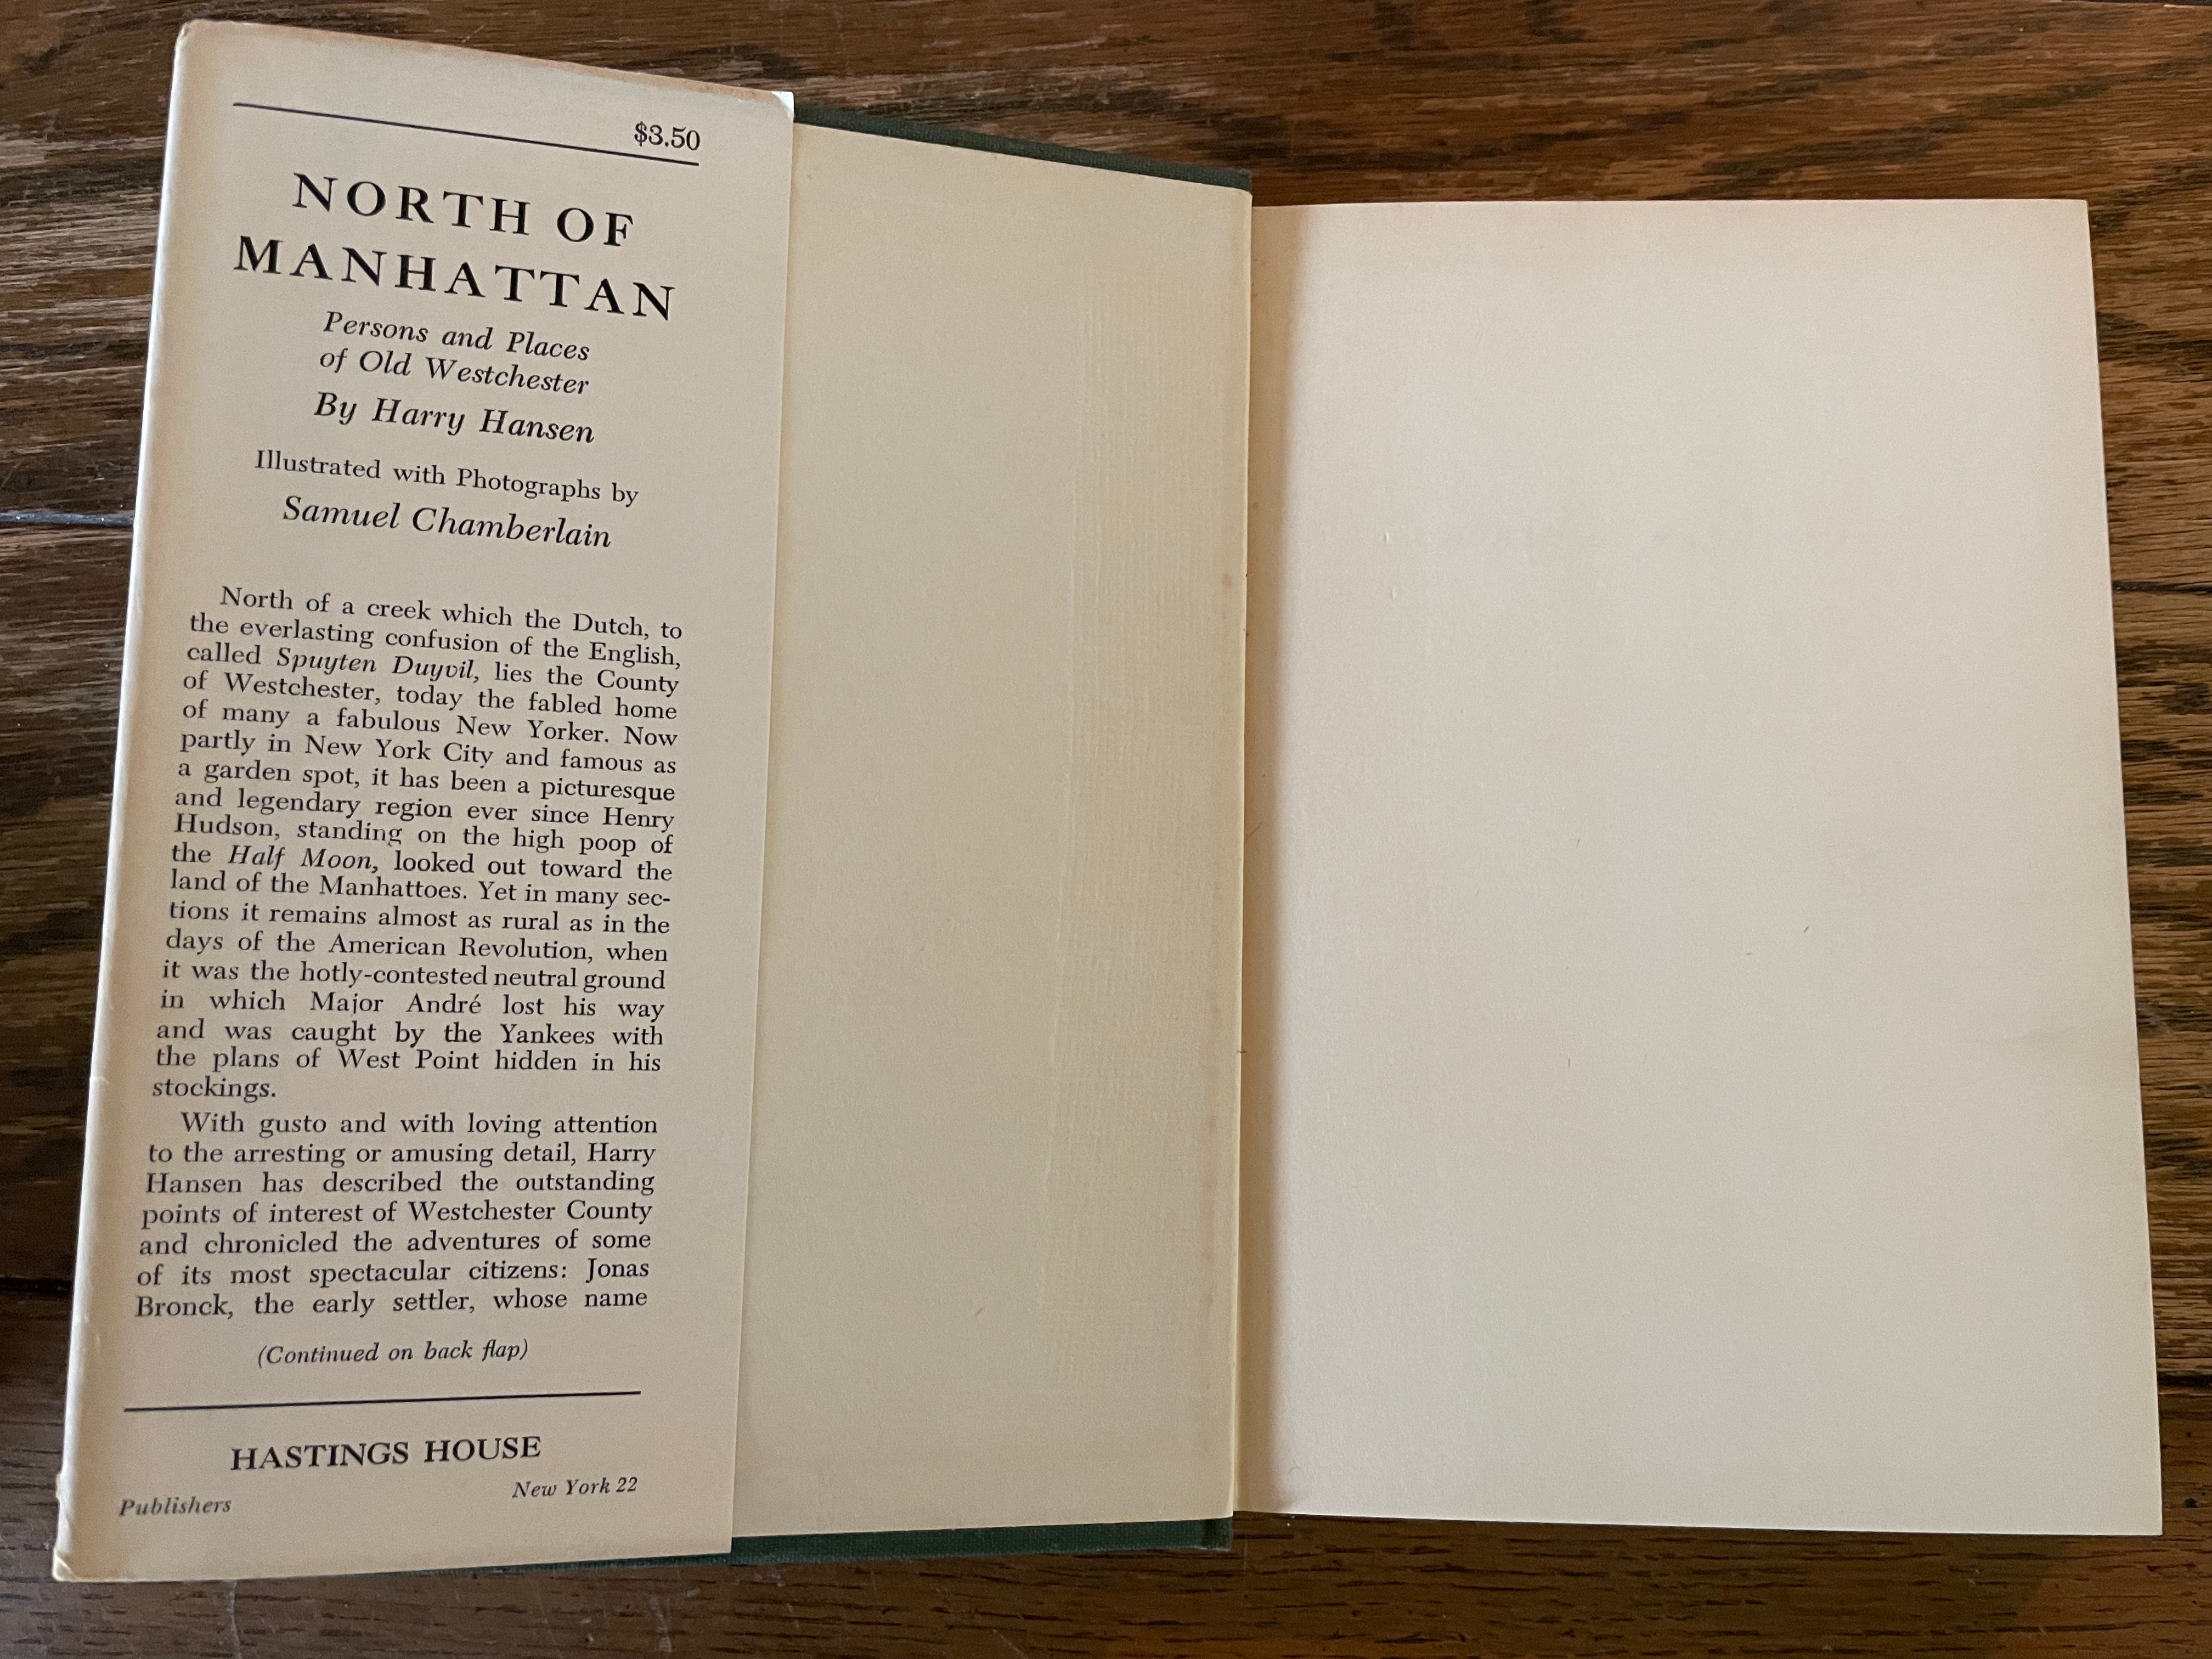 $3.50
NORTH OF
MANHATTAN
Persons and Places
of Old Westchester
By Harry Hansen
Illustrated with Photographs by
Samuel Chamberlain
North of a creek which the Dutch, to
the everlasting confusion of the English,
called Spuyten Duyvil, lies the County
of Westchester, today the fabled home
of many a fabulous New Yorker. Now
partly in New York City and famous as
a garden spot, it has been a picturesque
and legendary region ever since Henry
Hudson, standing on the high poop of
the Half Moon, looked out toward the
land of the Manhattoes. Yet in many sec-
tions it remains almost as rural as in the
days of the American Revolution, when
it was the hotly-contested neutral ground
in which Major André lost his way
and was caught by the Yankees with
the plans of West Point hidden in his
stockings.
With gusto and with loving attention
to the arresting or amusing detail, Harry
Hansen has described the outstanding
points of interest of Westchester County
and chronicled the adventures of some
of its most spectacular citizens: Jonas
Bronck, the early settler, whose name
(Continued on back flap)
HASTINGS HOUSE
Publishers New York 22